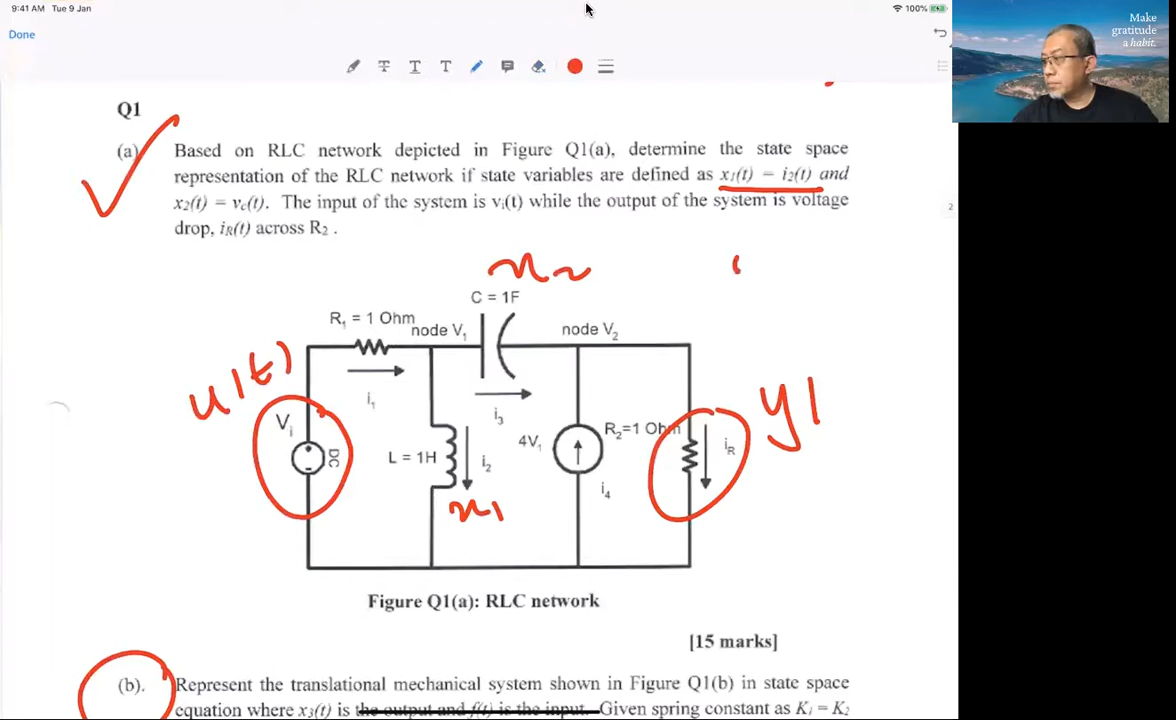 9:41 AM Tue 9 Jan
100%
Make
gratitude
a habit.
Done
T T T
2
Q1
(a) Based on RLC network depicted in Figure Q1(a), determine the state space
representation of the RLC network if state variables are defined as x1(t) = i2(t) and
x2(t) = vc(t). The input of the system is vi(t) while the output of the system is voltage
drop, iR(t) across R2 .
x2
C = 1F
R1 = 1 Ohm
node V1
node V2
u(t)
i1
i3
y1
Vi
DC
L = 1H
i2
4V1
R2=1 Ohm
iR
i4
x1
Figure Q1(a): RLC network
[15 marks]
(b). Represent the translational mechanical system shown in Figure Q1(b) in state space
equation where x3(t) is the output and f(t) is the input. Given spring constant as K1 = K2